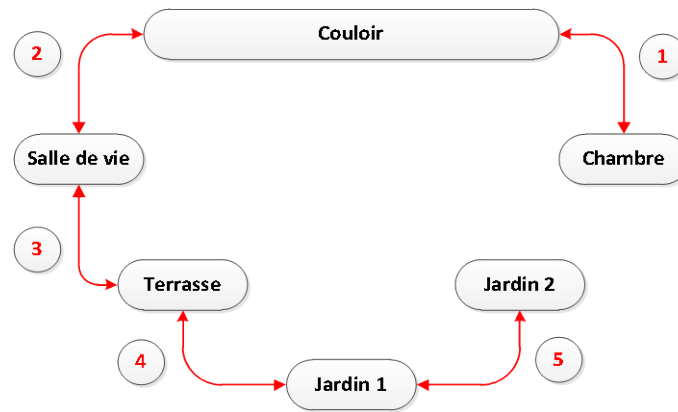 Couloir
2
1
Salle de vie
Chambre
3
Terrasse
Jardin 2
4
5
Jardin 1